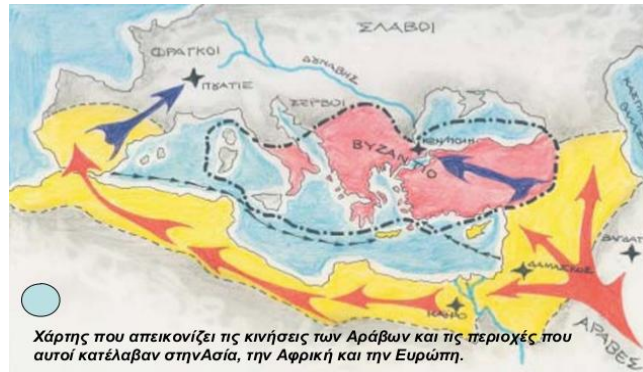 ΣΛΑΒΟΙ
ΦΡΑΓΚΟΙ
ΠΟΥΑΤΙΕ
ΔΟΥΝΑΒΗΣ
ΣΕΡΒΟΙ
ΒΥΖΑΝΤΙΟ
ΒΑΓΔΑΤΗ
ΔΑΜΑΣΚΟΣ
ΚΑΙΡΟ
ΑΡΑΒΕΣ
Χάρτης που απεικονίζει τις κινήσεις των Αράβων και τις περιοχές που
αυτοί κατέλαβαν στηνΑσία, την Αφρική και την Ευρώπη.